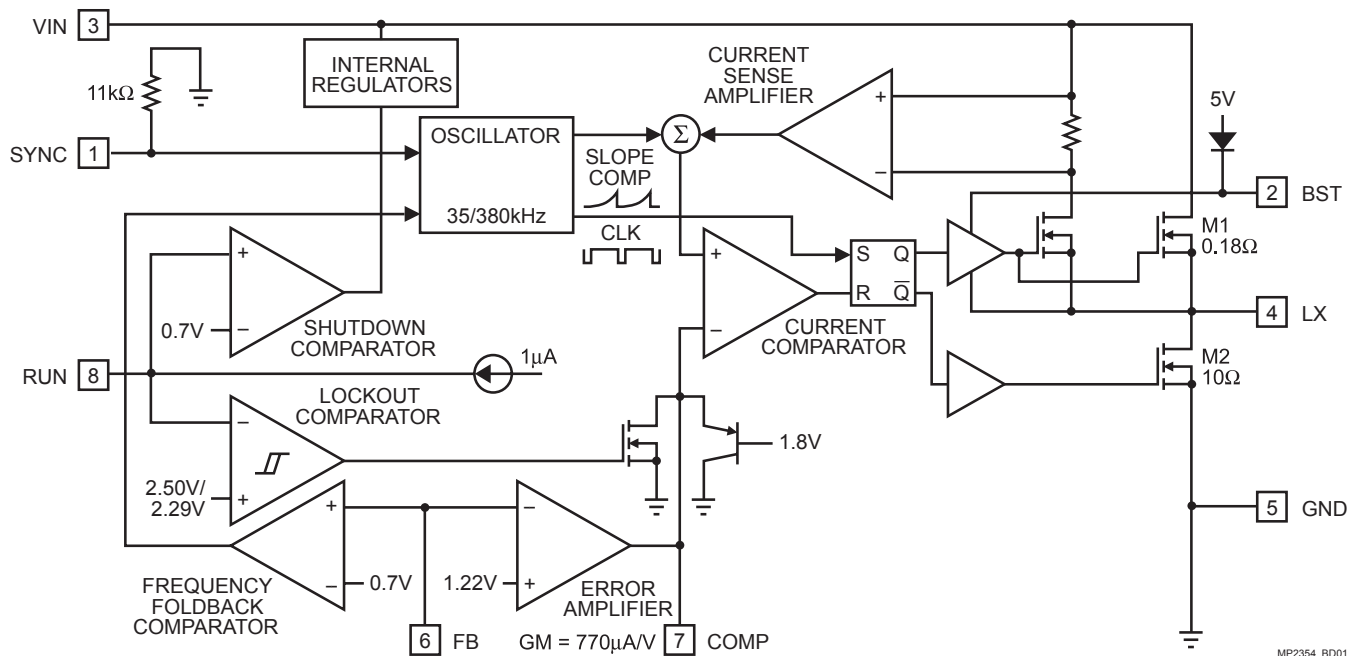 VIN 3
INTERNAL
REGULATORS
CURRENT
SENSE
AMPLIFIER
11kΩ
+
5V
OSCILLATOR
Σ
SYNC 1
SLOPE
COMP
–
2 BST
35/380kHz
CLK
M1
0.18Ω
+
+
S Q
R Q̅
0.7V –
SHUTDOWN
COMPARATOR
–
CURRENT
COMPARATOR
4 LX
RUN 8
1µA
M2
10Ω
LOCKOUT
COMPARATOR
–
1.8V
2.50V/
2.29V
+
+
–
5 GND
– 0.7V
1.22V +
FREQUENCY
FOLDBACK
COMPARATOR
ERROR
AMPLIFIER
6 FB
GM = 770µA/V 7 COMP
MP2354_BD01